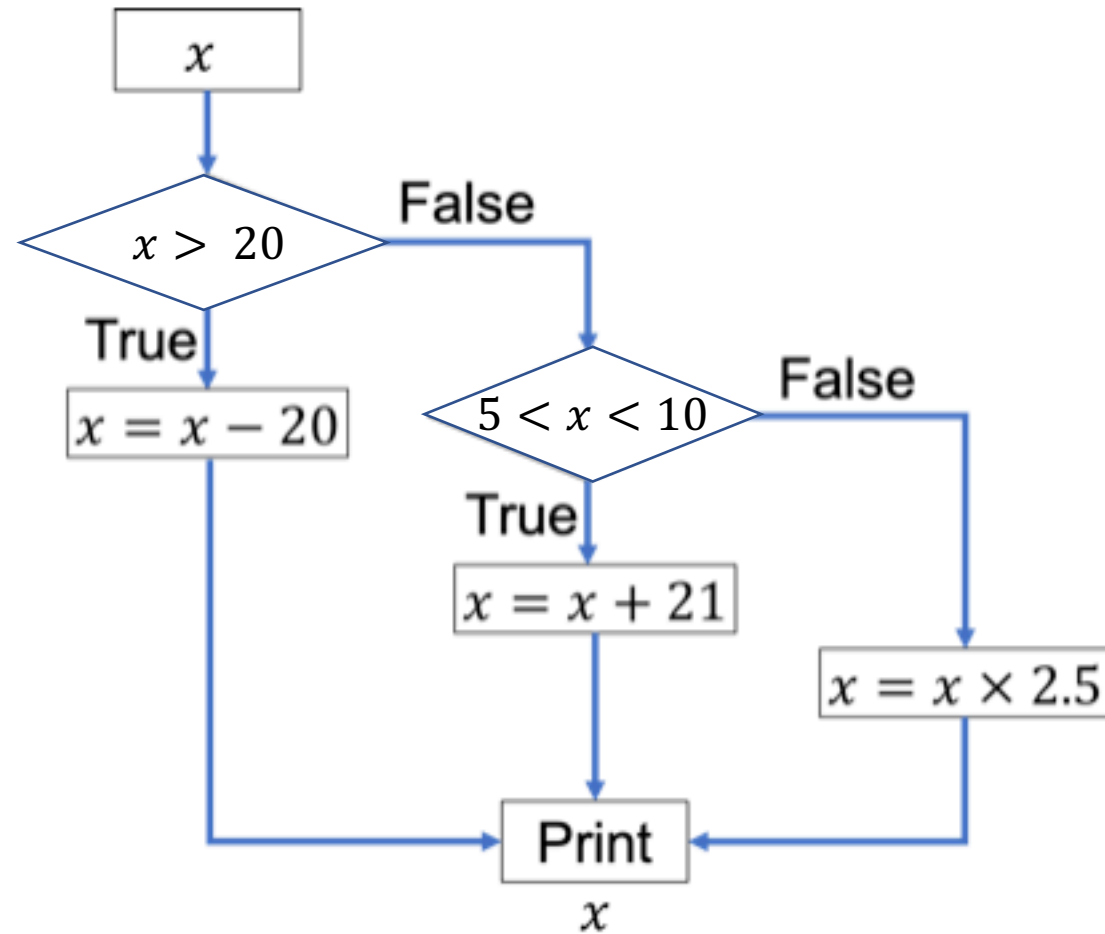 x
False
x > 20
True
False
x = x − 20
5 < x < 10
True
x = x + 21
x = x × 2.5
Print
x